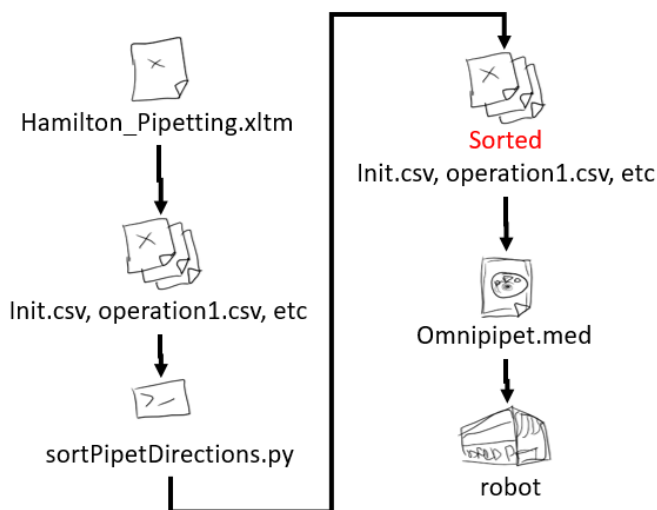 Hamilton_Pipetting.xltm
Init.csv, operation1.csv, etc
sortPipetDirections.py
Sorted
Init.csv, operation1.csv, etc
Omnipipet.med
robot